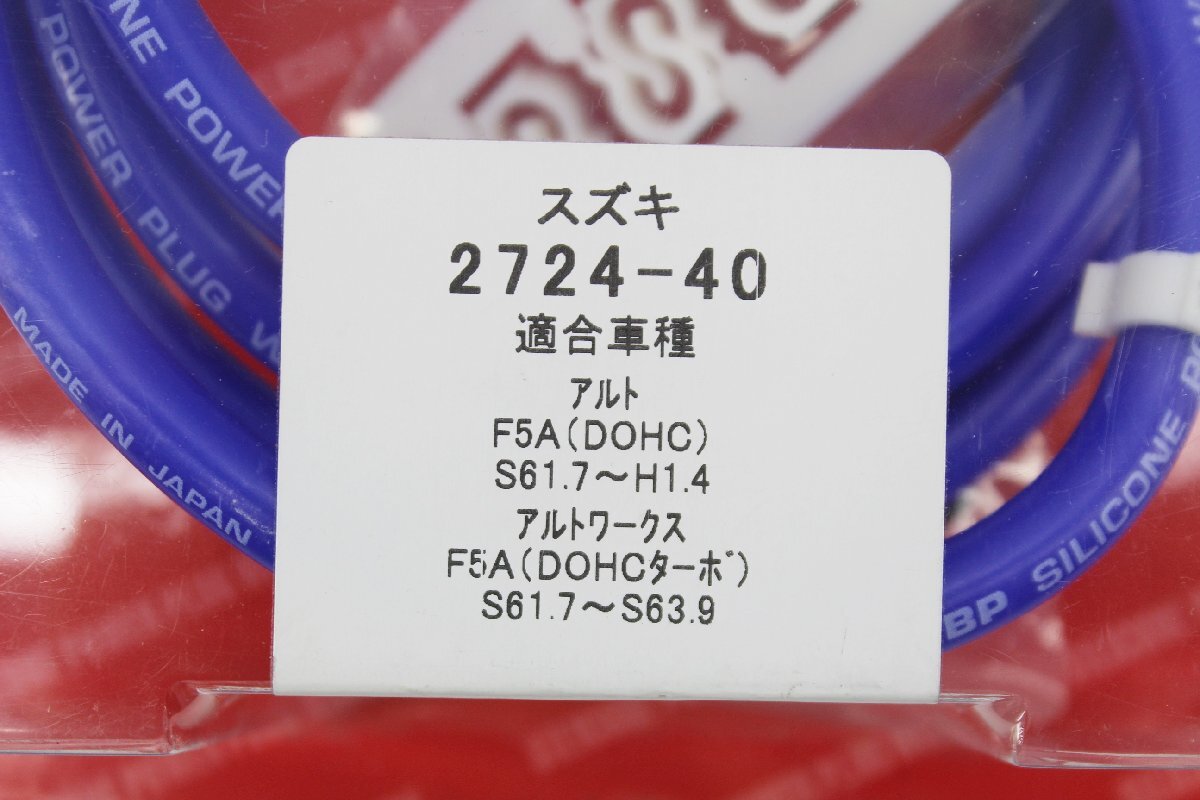 スズキ
2724-40
適合車種
アルト
F5A(DOHC)
S61.7〜H1.4
アルトワークス
F5A(DOHCターボ)
S61.7〜S63.9
POWER
POWER PLUG
MADE IN JAPAN
BP SILICONE